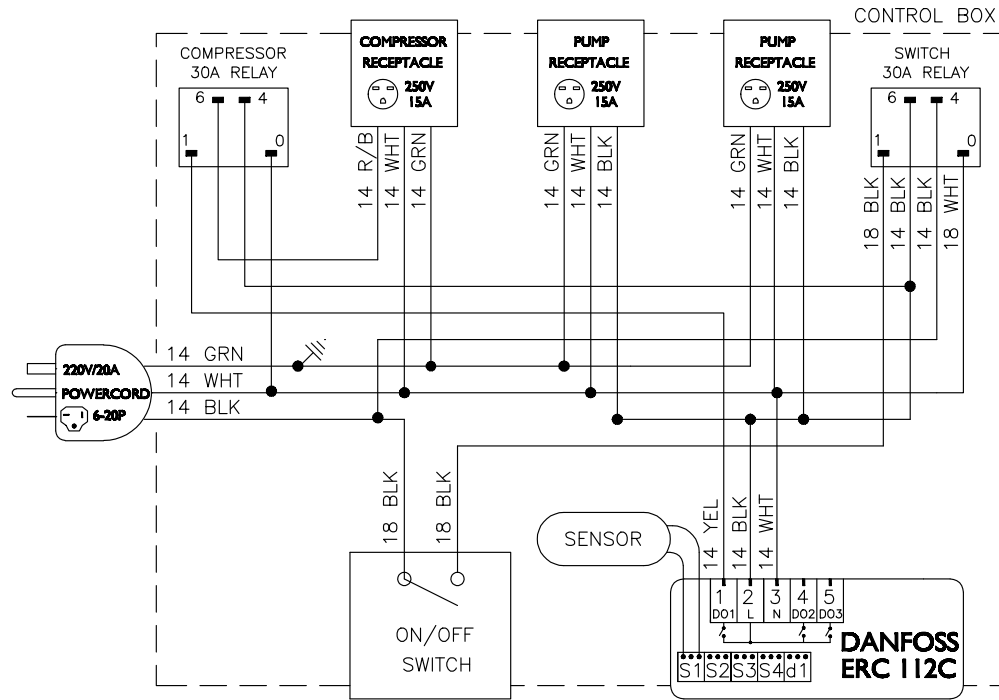 CONTROL BOX
COMPRESSOR
30A RELAY
6 4
1 0
COMPRESSOR
RECEPTACLE
250V
15A
PUMP
RECEPTACLE
250V
15A
PUMP
RECEPTACLE
250V
15A
SWITCH
30A RELAY
6 4
1 0
14 R/B
14 WHT
14 GRN
14 GRN
14 WHT
14 BLK
14 GRN
14 WHT
14 BLK
18 BLK
14 BLK
14 BLK
18 WHT
220V/20A
POWERCORD
6-20P
14 GRN
14 WHT
14 BLK
18 BLK
18 BLK
ON/OFF
SWITCH
SENSOR
14 YEL
14 BLK
14 WHT
1 2 3 4 5
DO1 L N DO2 DO3
DANFOSS
ERC 112C
S1 S2 S3 S4 d1